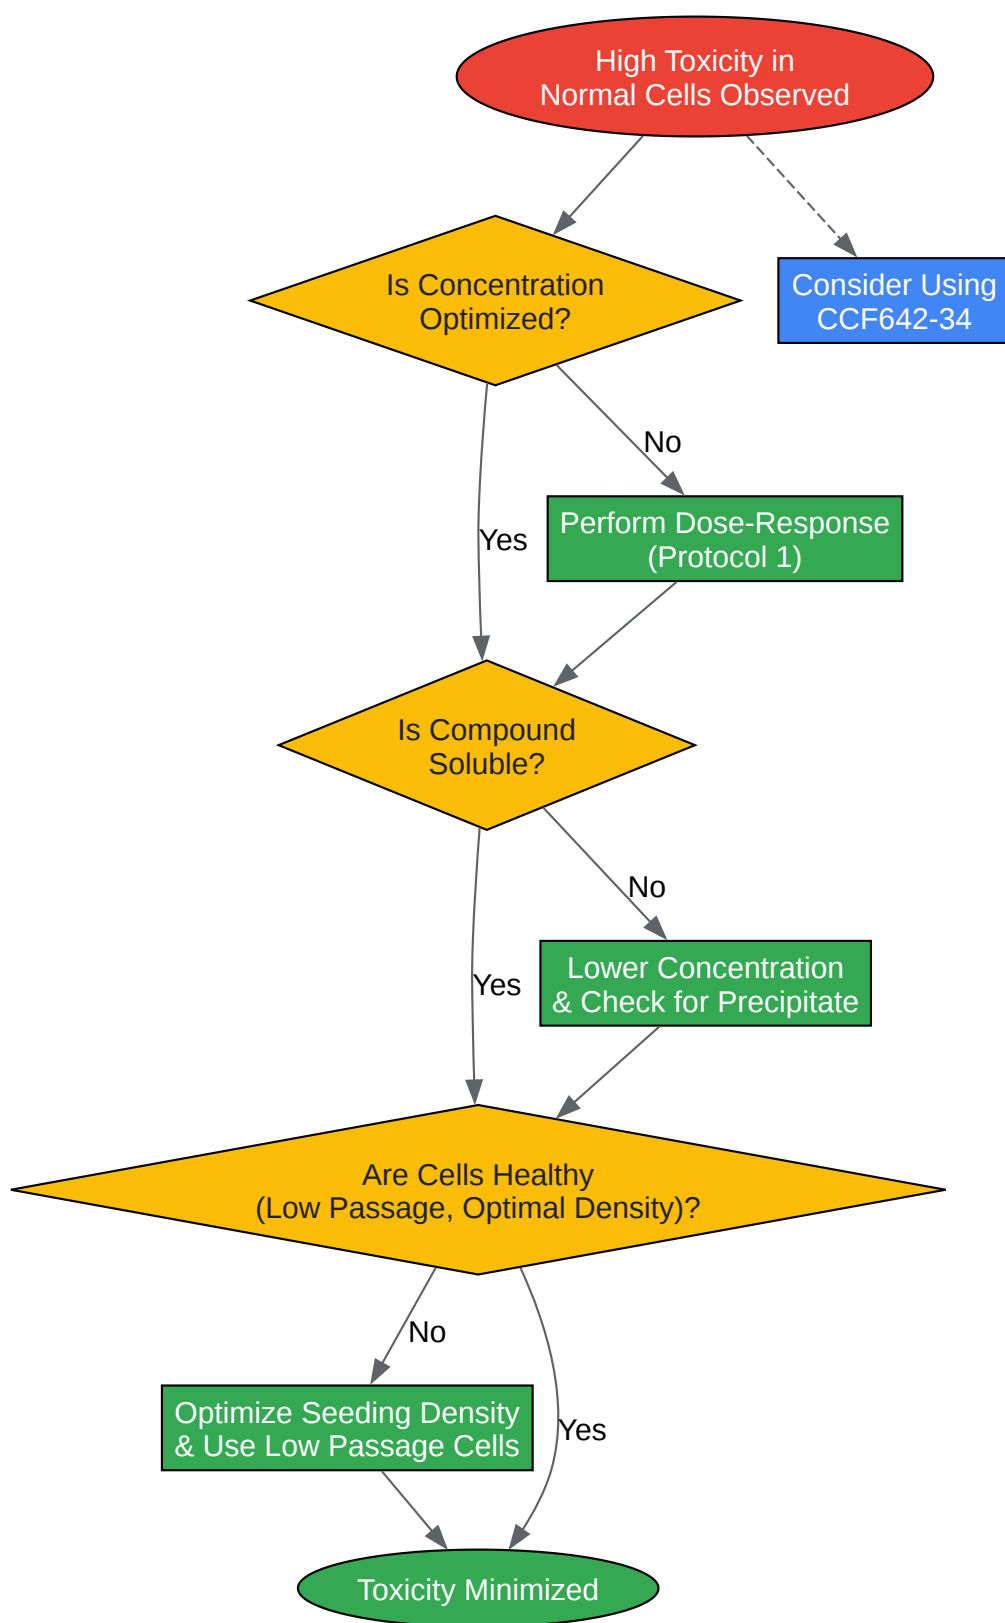 High Toxicity in
Normal Cells Observed
Is Concentration
Optimized?
Consider Using
CCF642-34
No
Perform Dose-Response
(Protocol 1)
Yes
Is Compound
Soluble?
No
Lower Concentration
& Check for Precipitate
Yes
Are Cells Healthy
(Low Passage, Optimal Density)?
No
Optimize Seeding Density
& Use Low Passage Cells
Yes
Toxicity Minimized